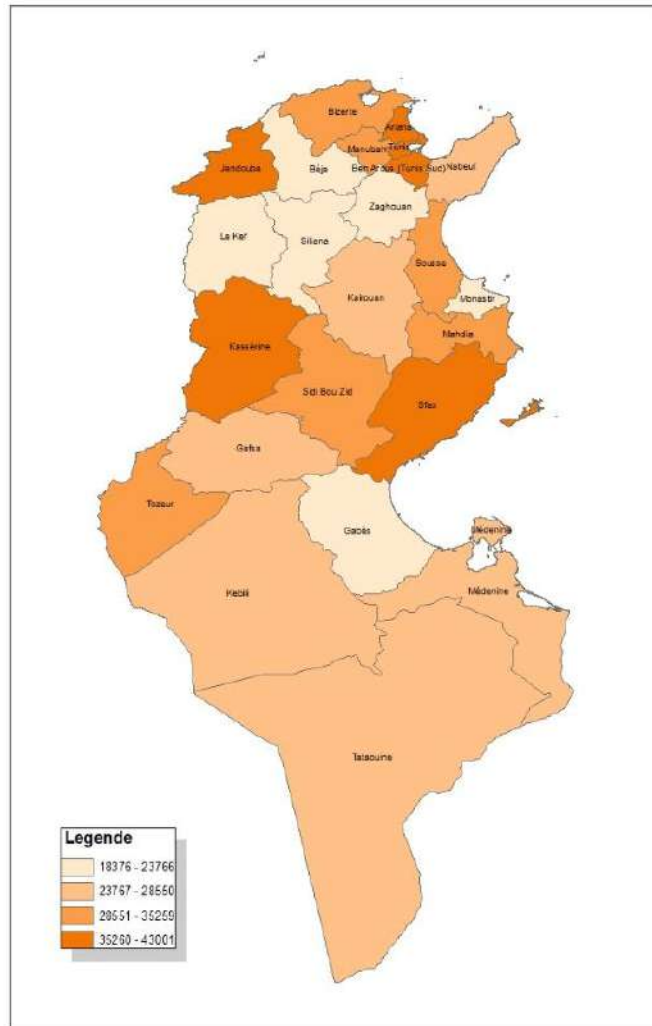 Bizerte
Ariana
Tunis
Manubah
Jendouba
Béja
Ben Arous (Tunis Sud)
Nabeul
Zaghouan
Le Kef
Siliana
Sousse
Kairouan
Monastir
Kassérine
Mahdia
Sidi Bou Zid
Sfax
Gafsa
Tozeur
Gabès
Médenine
Kebili
Médenine
Tataouine
Legende
18376 - 23766
23767 - 28550
28551 - 35259
35260 - 43001